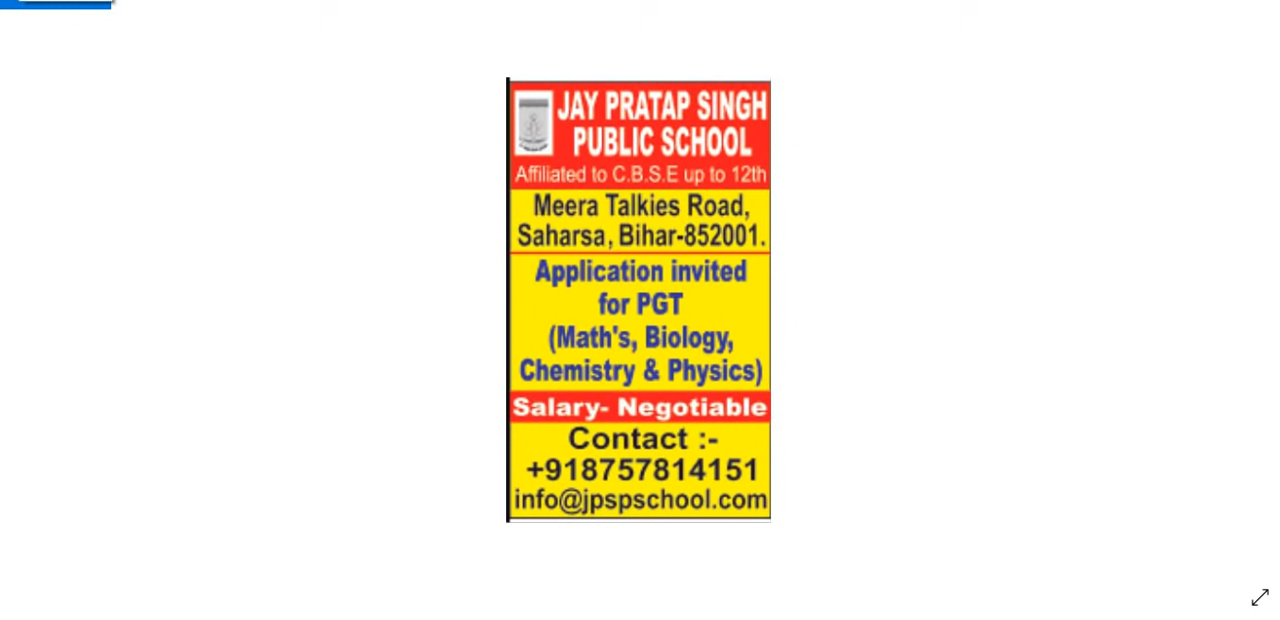 JAY PRATAP SINGH
PUBLIC SCHOOL
Affiliated to C.B.S.E up to 12th
Meera Talkies Road,
Saharsa, Bihar-852001.
Application invited
for PGT
(Math's, Biology,
Chemistry & Physics)
Salary- Negotiable
Contact :-
+918757814151
info@jpspschool.com